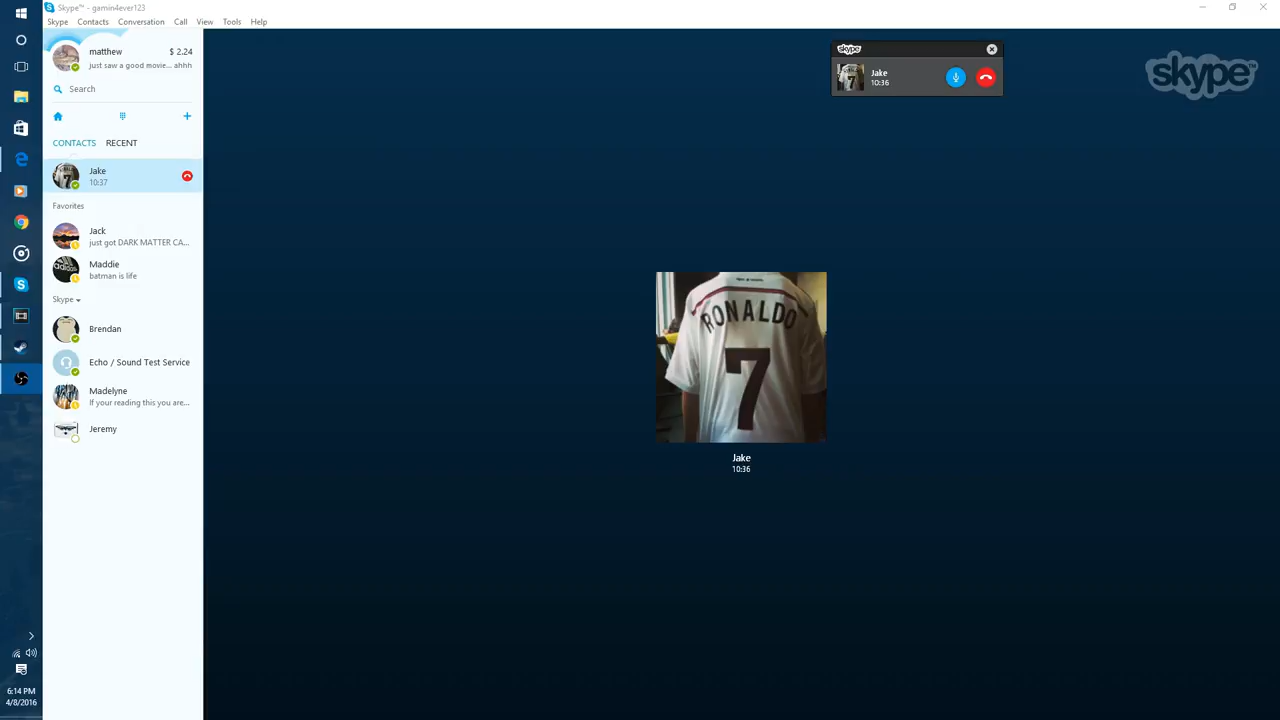 Skype™ - gamin4ever123
Skype Contacts Conversation Call View Tools Help
matthew $ 2.24
just saw a good movie... ahhh
Search
CONTACTS RECENT
Jake
10:37
Favorites
Jack
just got DARK MATTER CA...
Maddie
batman is life
Skype
Brendan
Echo / Sound Test Service
Madelyne
If your reading this you are...
Jeremy
skype
Jake
10:36
skype™
RONALDO
7
Jake
10:36
adidas
6:14 PM
4/8/2016